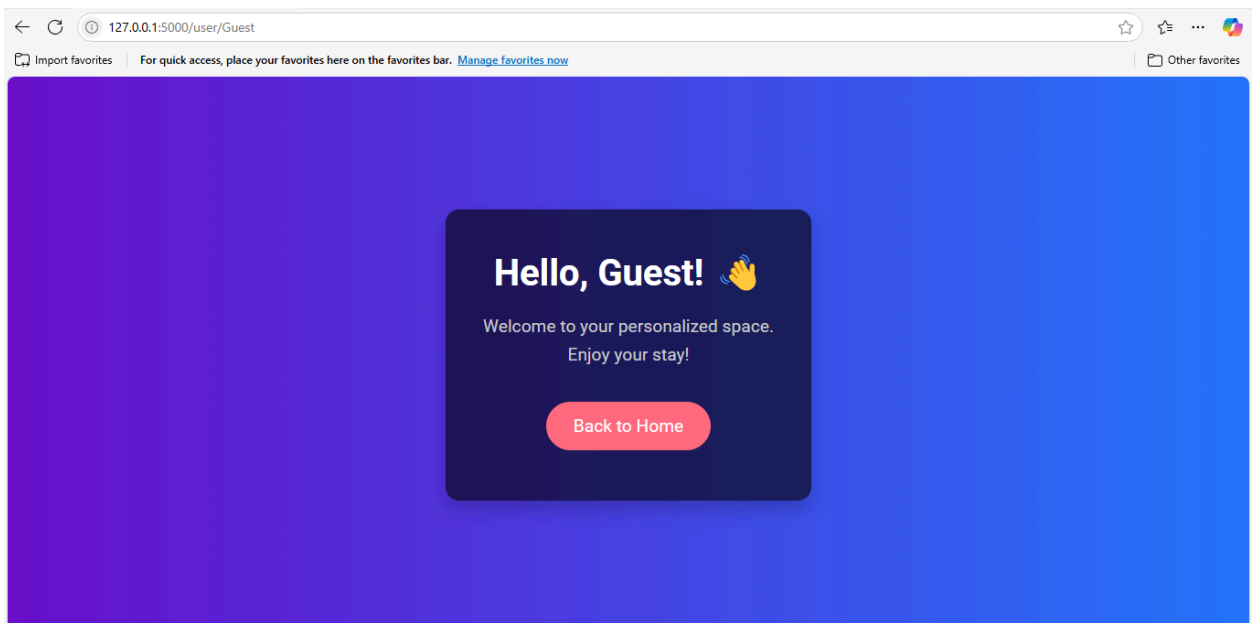 127.0.0.1:5000/user/Guest
Import favorites For quick access, place your favorites here on the favorites bar. Manage favorites now Other favorites
Hello, Guest! 👋
Welcome to your personalized space.
Enjoy your stay!
Back to Home